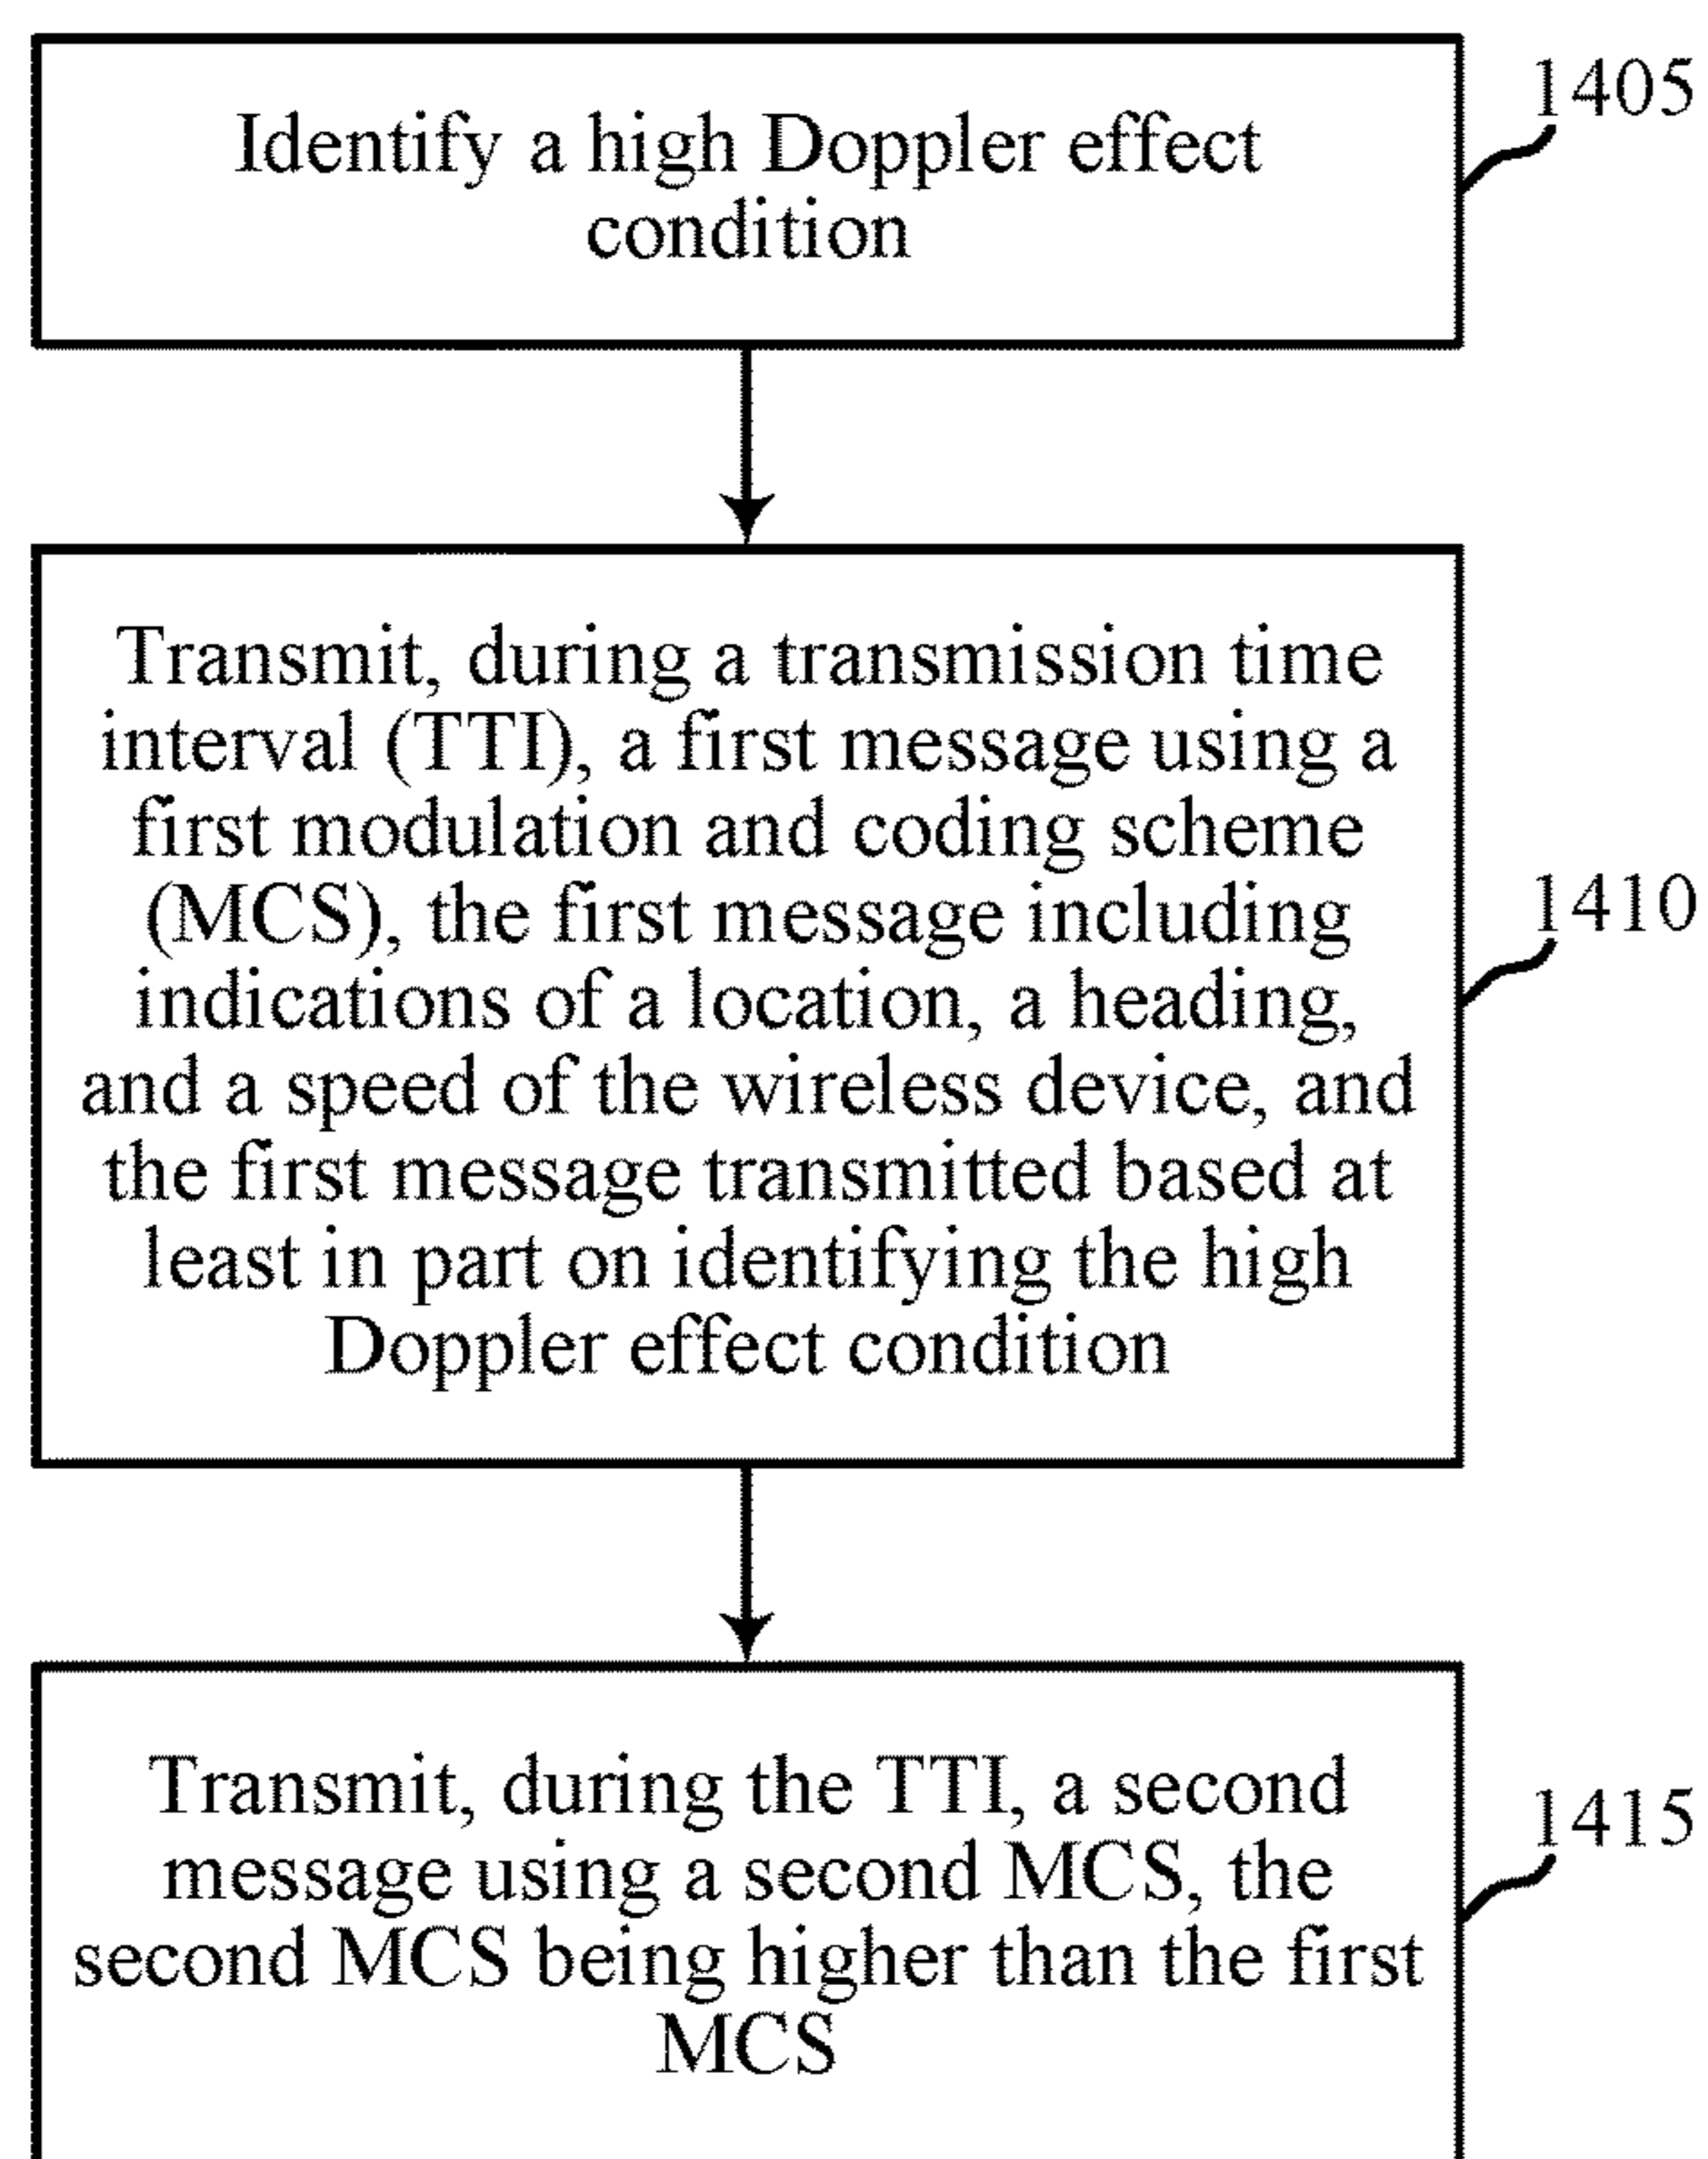 Identify a high Doppler effect
condition
1405
Transmit, during a transmission time
interval (TTI), a first message using a
first modulation and coding scheme
(MCS), the first message including
indications of a location, a heading,
and a speed of the wireless device, and
the first message transmitted based at
least in part on identifying the high
Doppler effect condition
1410
Transmit, during the TTI, a second
message using a second MCS, the
second MCS being higher than the first
MCS
1415